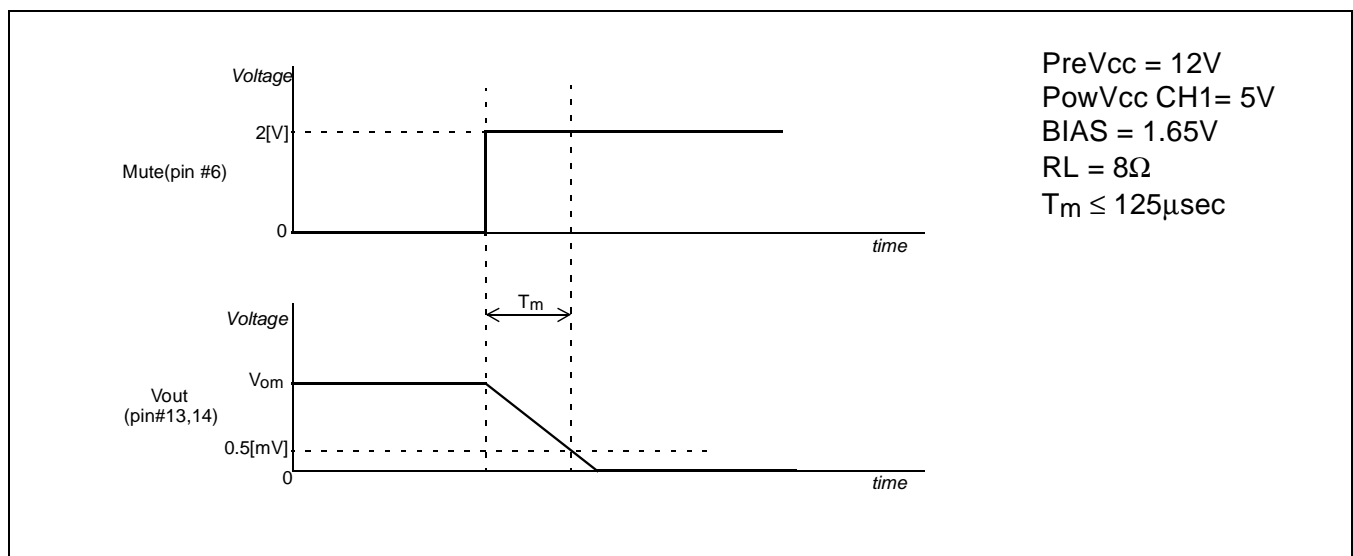 Voltage
2[V]
Mute(pin #6)
0
time
Tm
Voltage
Vom
Vout
(pin#13,14)
0.5[mV]
0
time
PreVcc = 12V
PowVcc CH1= 5V
BIAS = 1.65V
RL = 8Ω
Tm ≤ 125μsec